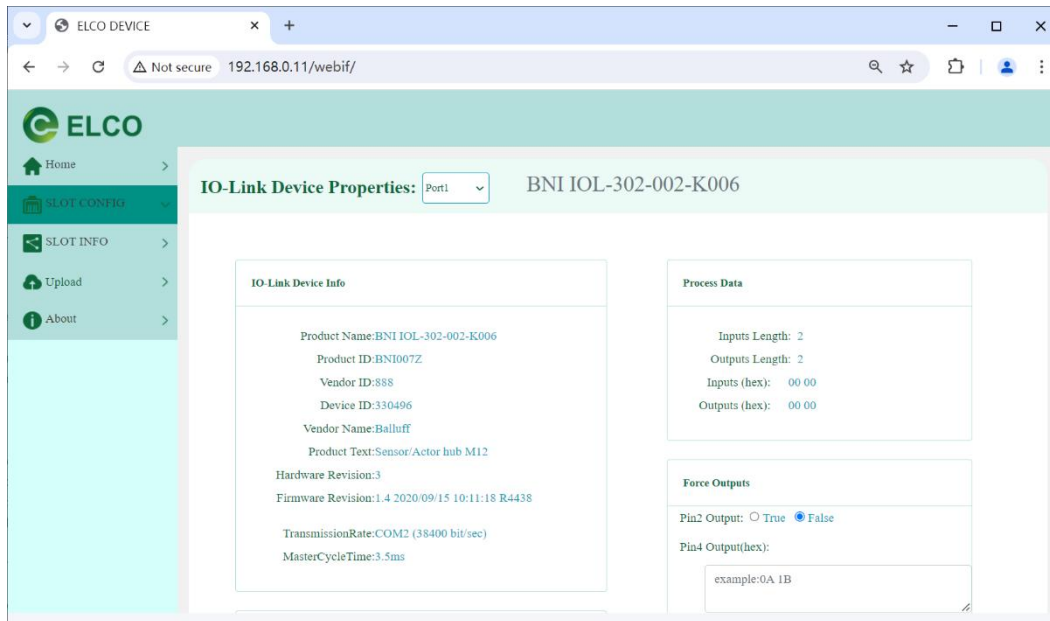 ELCO DEVICE
Not secure 192.168.0.11/webif/
ELCO
Home
SLOT CONFIG
SLOT INFO
Upload
About
IO-Link Device Properties: Port1 BNI IOL-302-002-K006
IO-Link Device Info
Product Name:BNI IOL-302-002-K006
Product ID:BNI007Z
Vendor ID:888
Device ID:330496
Vendor Name:Balluff
Product Text:Sensor/Actor hub M12
Hardware Revision:3
Firmware Revision:1.4 2020/09/15 10:11:18 R4438
TransmissionRate:COM2 (38400 bit/sec)
MasterCycleTime:3.5ms
Process Data
Inputs Length: 2
Outputs Length: 2
Inputs (hex): 00 00
Outputs (hex): 00 00
Force Outputs
Pin2 Output: True False
Pin4 Output(hex):
example:0A 1B